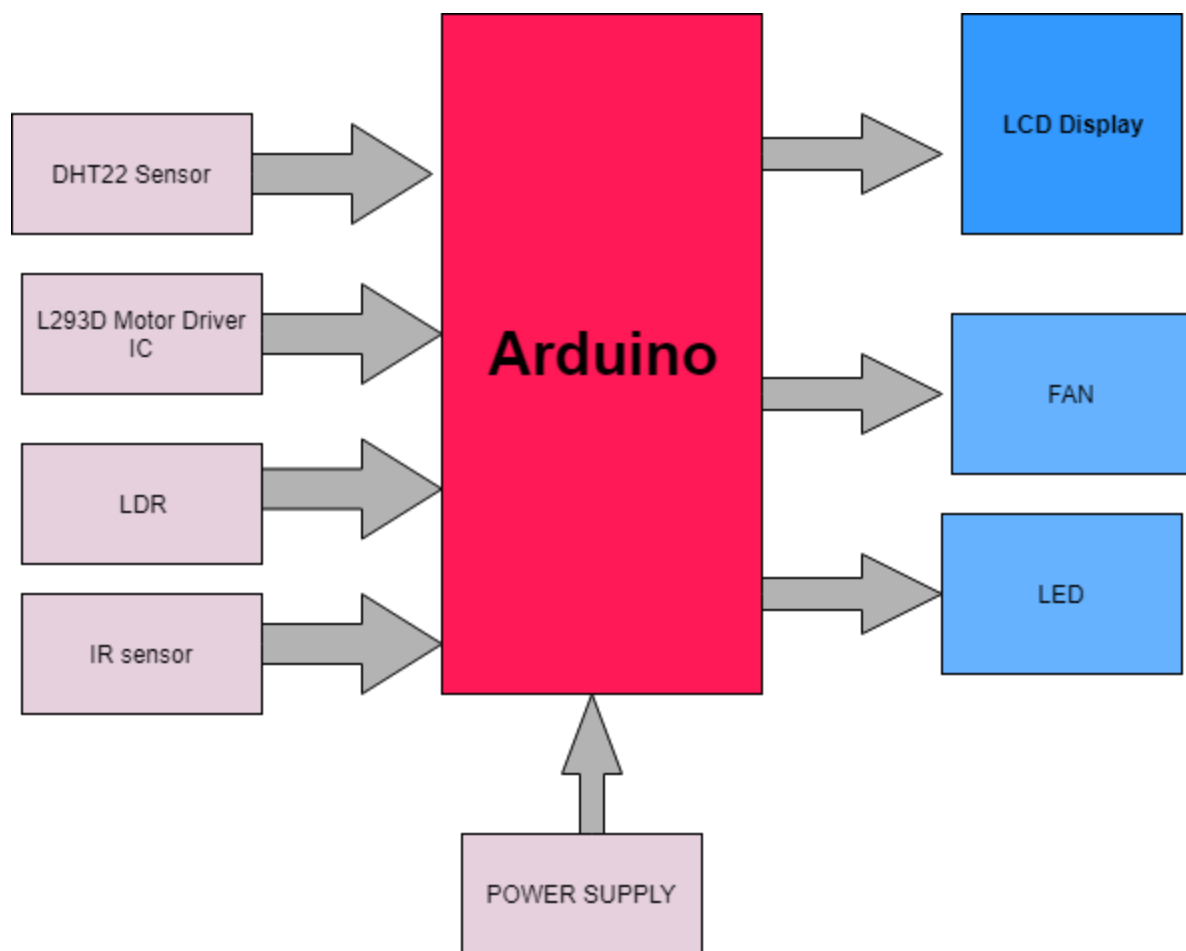 DHT22 Sensor
L293D Motor Driver
IC
LDR
IR sensor
Arduino
LCD Display
FAN
LED
POWER SUPPLY